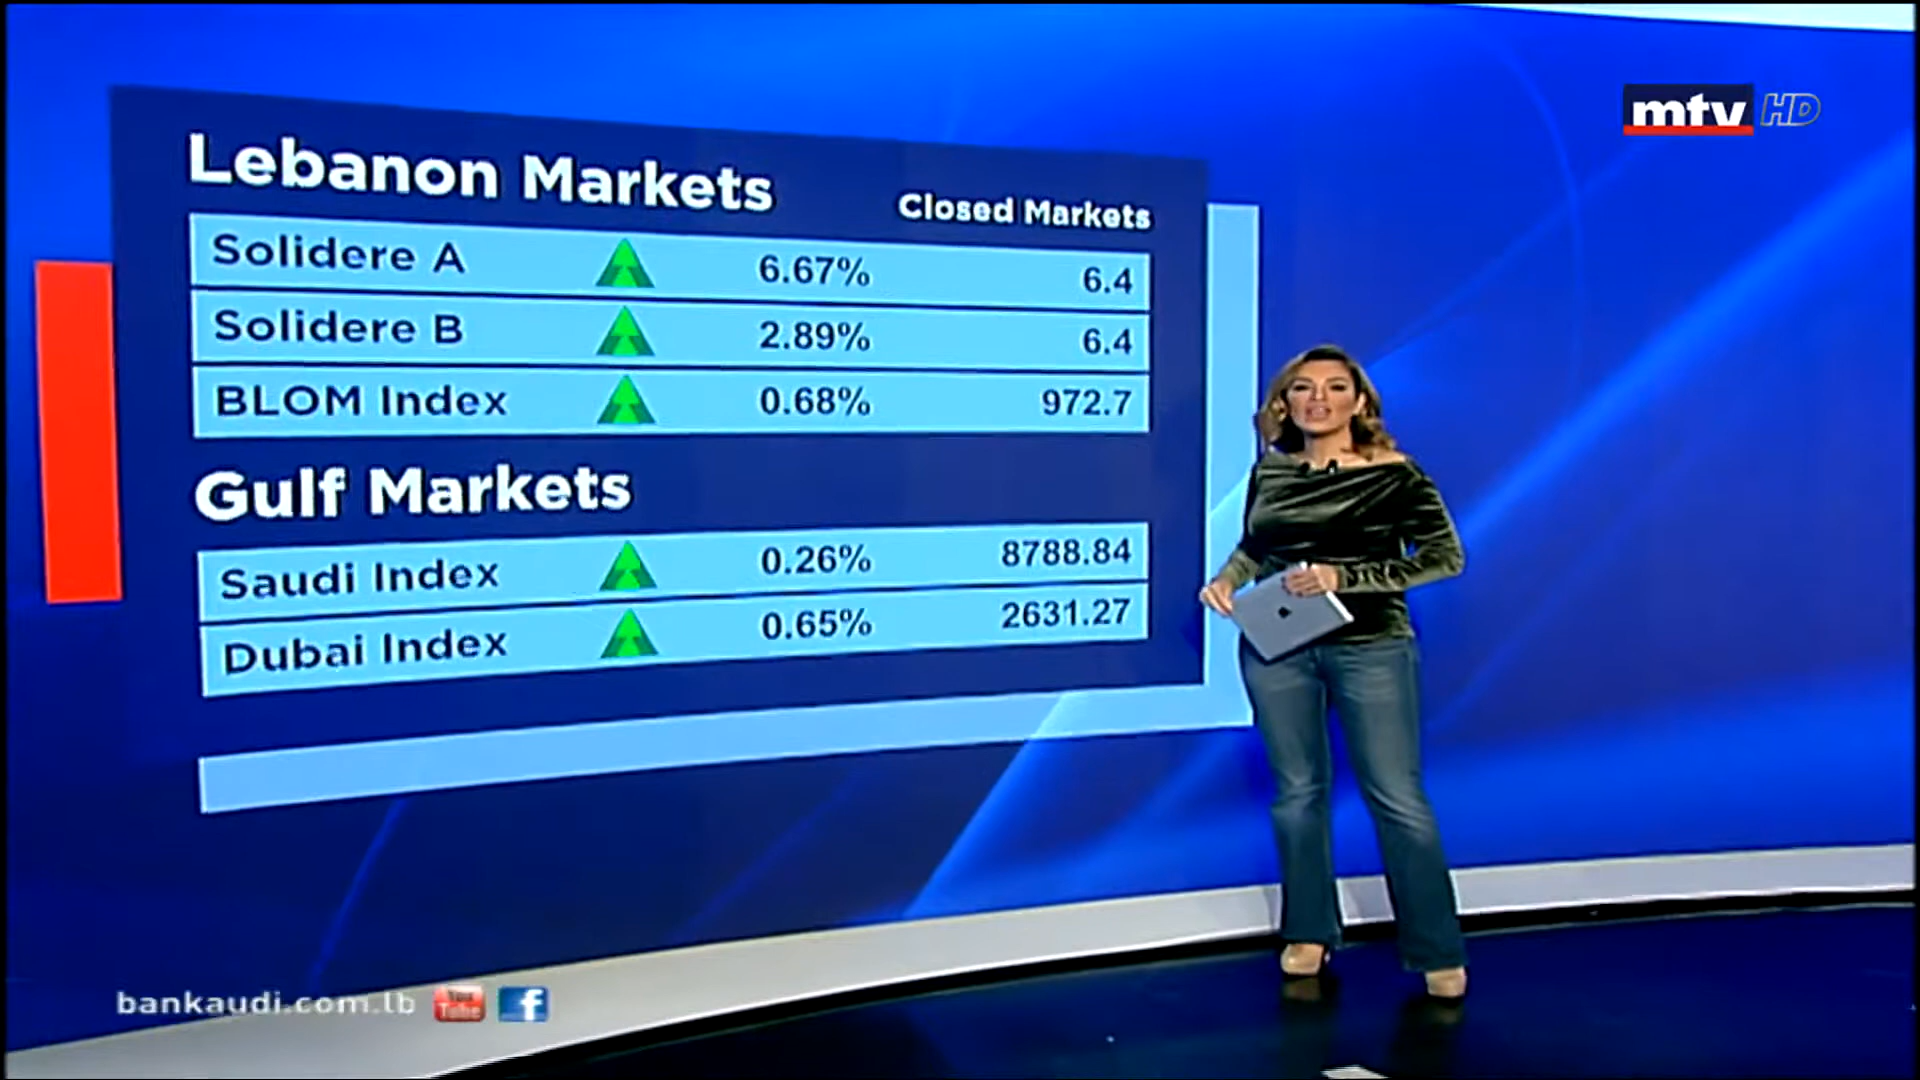 mtv HD
Lebanon Markets
Closed Markets
Solidere A 6.67% 6.4
Solidere B 2.89% 6.4
BLOM Index 0.68% 972.7
Gulf Markets
Saudi Index 0.26% 8788.84
Dubai Index 0.65% 2631.27
bankaudi.com.lb You Tube f